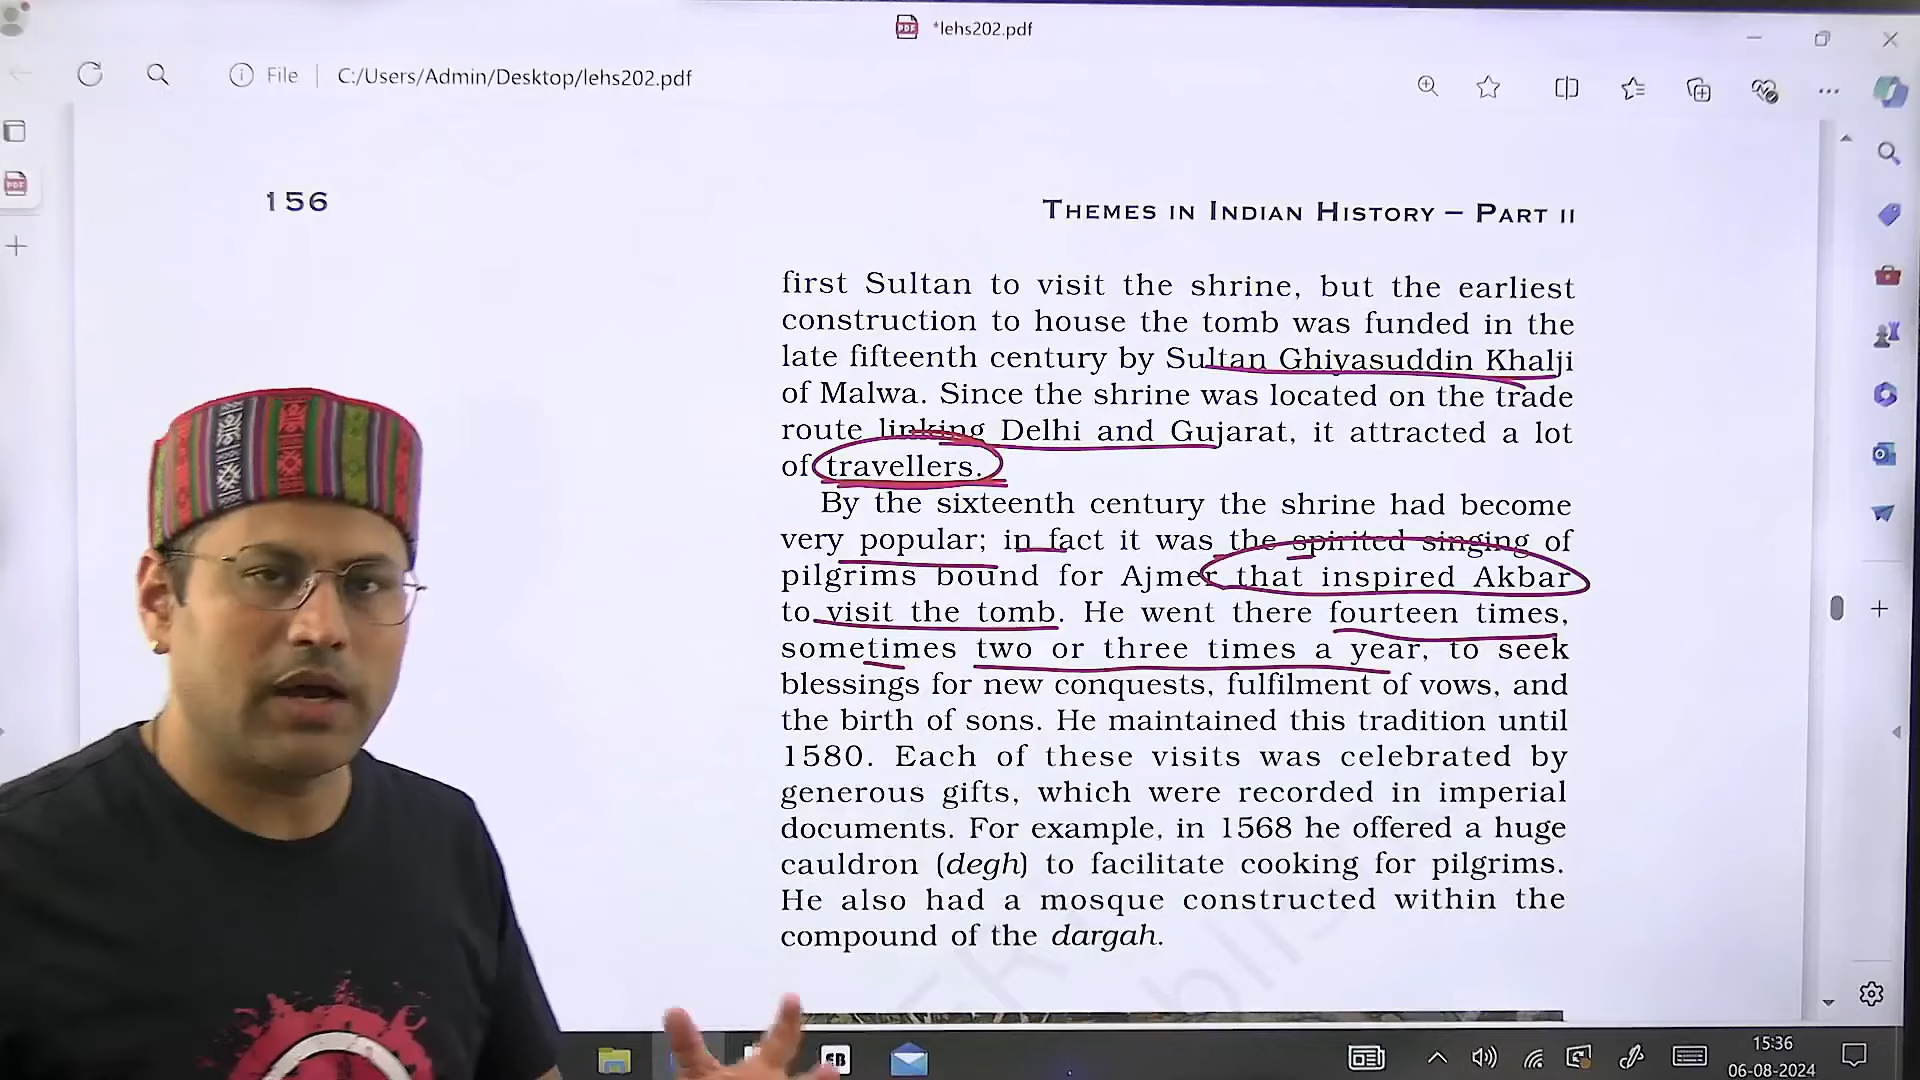 *lehs202.pdf
File
C:/Users/Admin/Desktop/lehs202.pdf
156
THEMES IN INDIAN HISTORY – PART II
first Sultan to visit the shrine, but the earliest
construction to house the tomb was funded in the
late fifteenth century by Sultan Ghiyasuddin Khalji
of Malwa. Since the shrine was located on the trade
route linking Delhi and Gujarat, it attracted a lot
of travellers.
By the sixteenth century the shrine had become
very popular; in fact it was the spirited singing of
pilgrims bound for Ajmer that inspired Akbar
to visit the tomb. He went there fourteen times,
sometimes two or three times a year, to seek
blessings for new conquests, fulfilment of vows, and
the birth of sons. He maintained this tradition until
1580. Each of these visits was celebrated by
generous gifts, which were recorded in imperial
documents. For example, in 1568 he offered a huge
cauldron (degh) to facilitate cooking for pilgrims.
He also had a mosque constructed within the
compound of the dargah.
15:36
06-08-2024